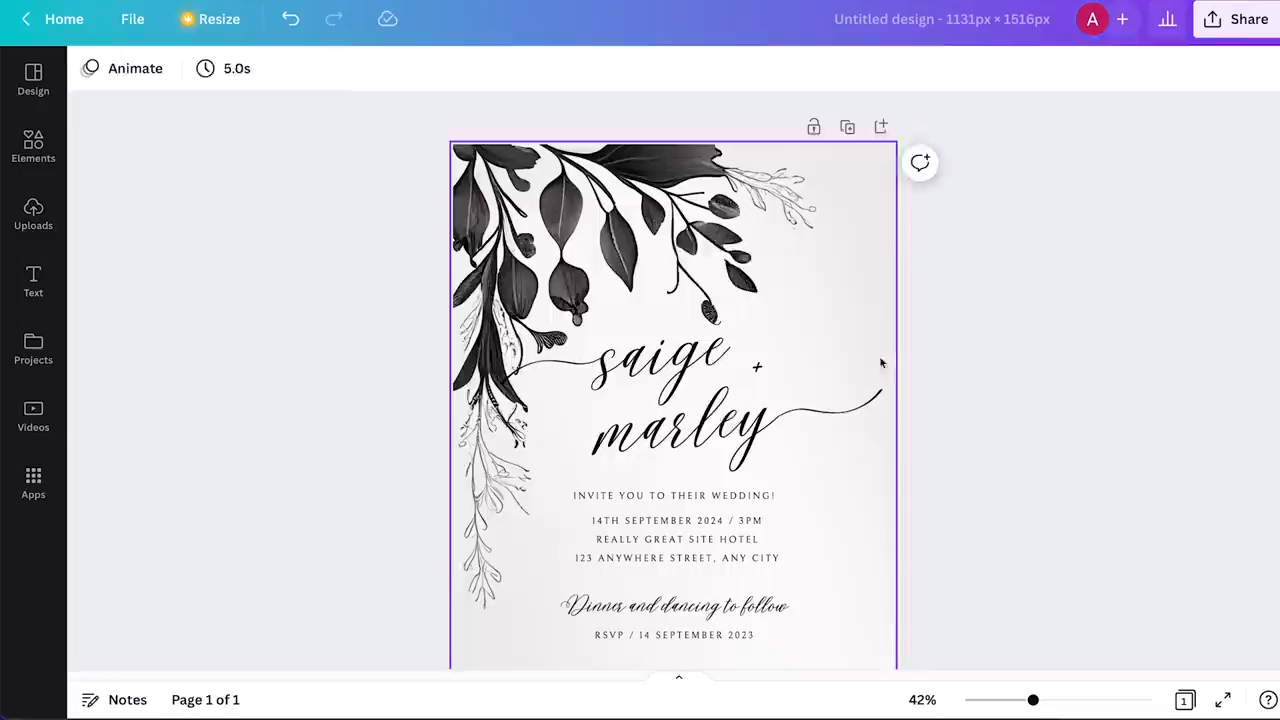 Home File Resize Untitled design - 1131px × 1516px A + Share
Animate 5.0s
Design
Elements
Uploads
Text
Projects
Videos
Apps
saige
+
marley
INVITE YOU TO THEIR WEDDING!
14TH SEPTEMBER 2024 / 3PM
REALLY GREAT SITE HOTEL
123 ANYWHERE STREET, ANY CITY
Dinner and dancing to follow
RSVP / 14 SEPTEMBER 2023
Notes Page 1 of 1 42% 1 ?